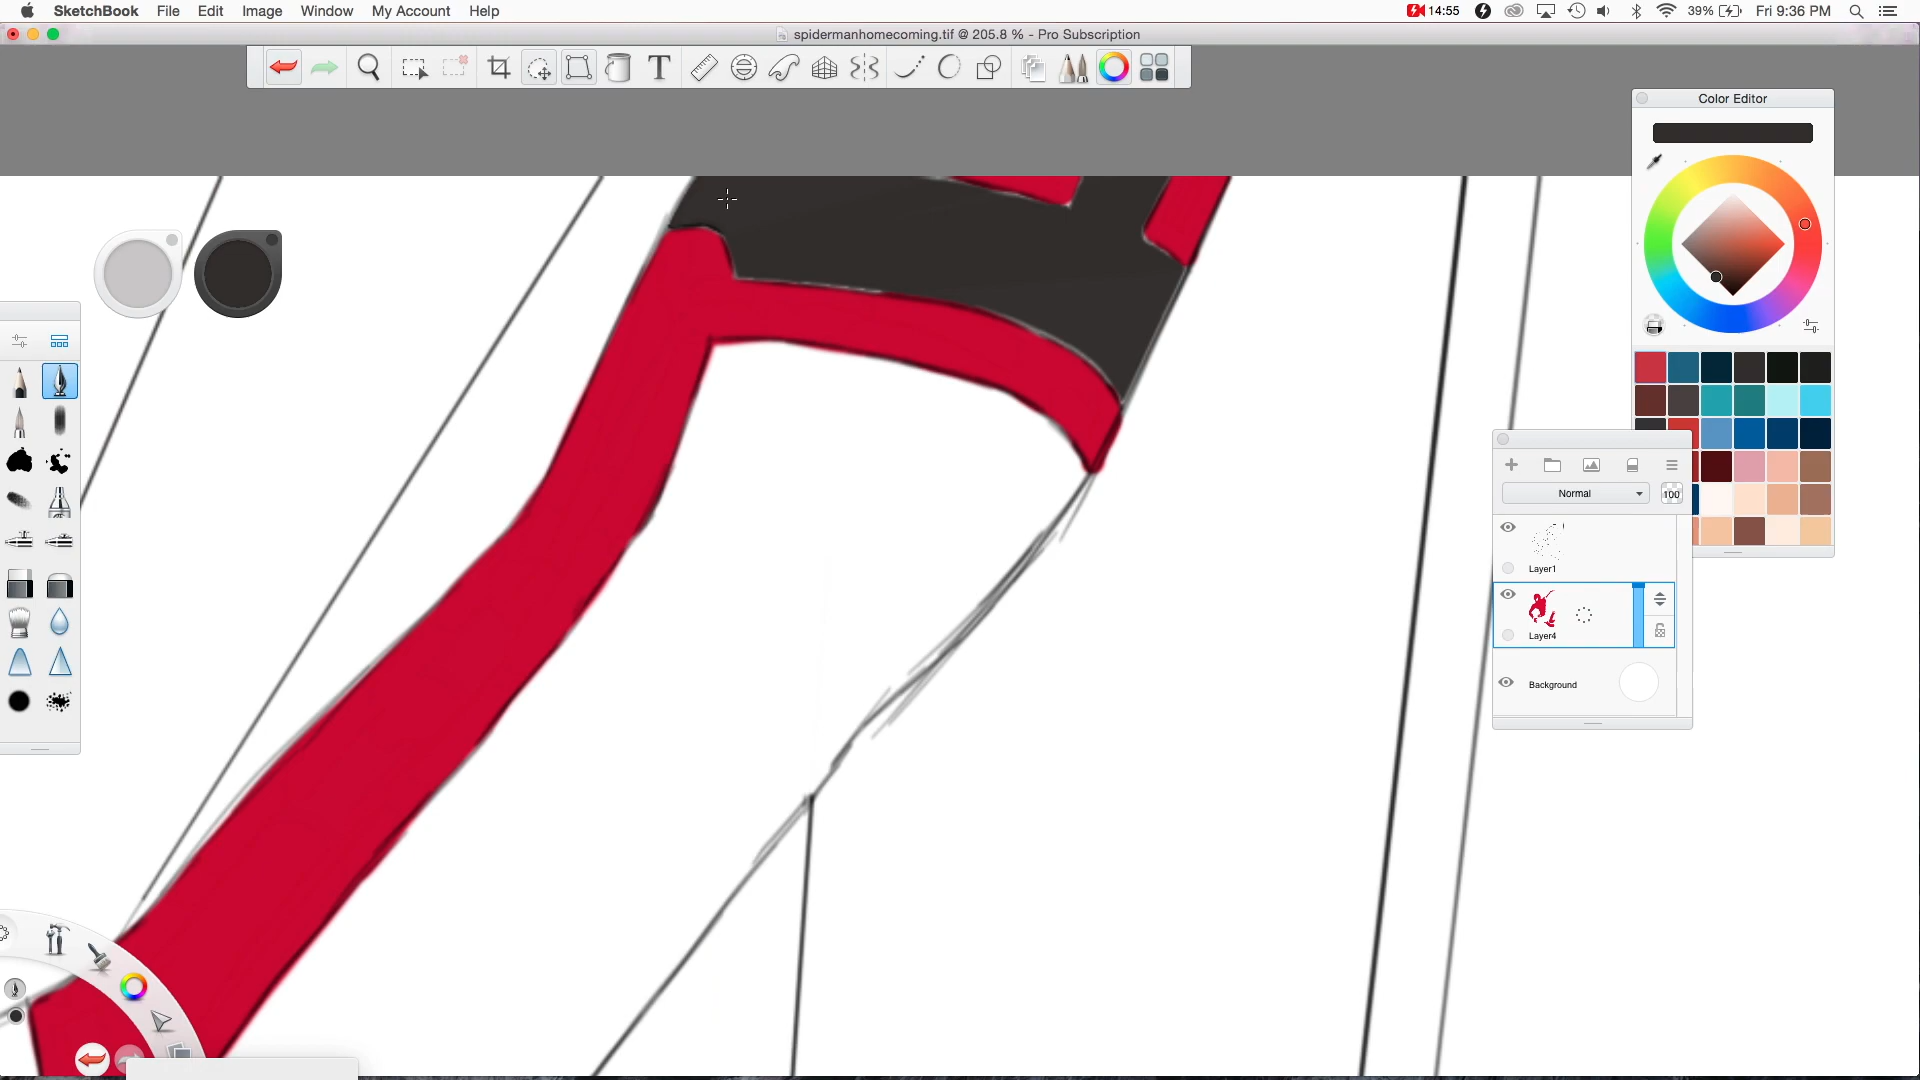 SketchBook File Edit Image Window My Account Help 14:55 39% Fri 9:36 PM
spidermanhomecoming.tif @ 205.8 % - Pro Subscription
T
Color Editor
Normal 100
Layer1
Layer4
Background